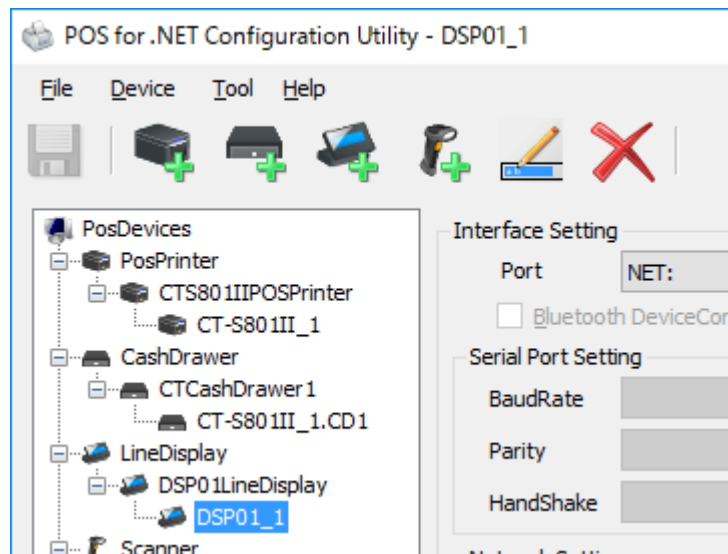 POS for .NET Configuration Utility - DSP01_1
File Device Tool Help
PosDevices
PosPrinter
CTS801IIPOSPrinter
CT-S801II_1
CashDrawer
CTCashDrawer1
CT-S801II_1.CD1
LineDisplay
DSP01LineDisplay
DSP01_1
Scanner
Interface Setting
Port NET:
Bluetooth DeviceCo
Serial Port Setting
BaudRate
Parity
HandShake